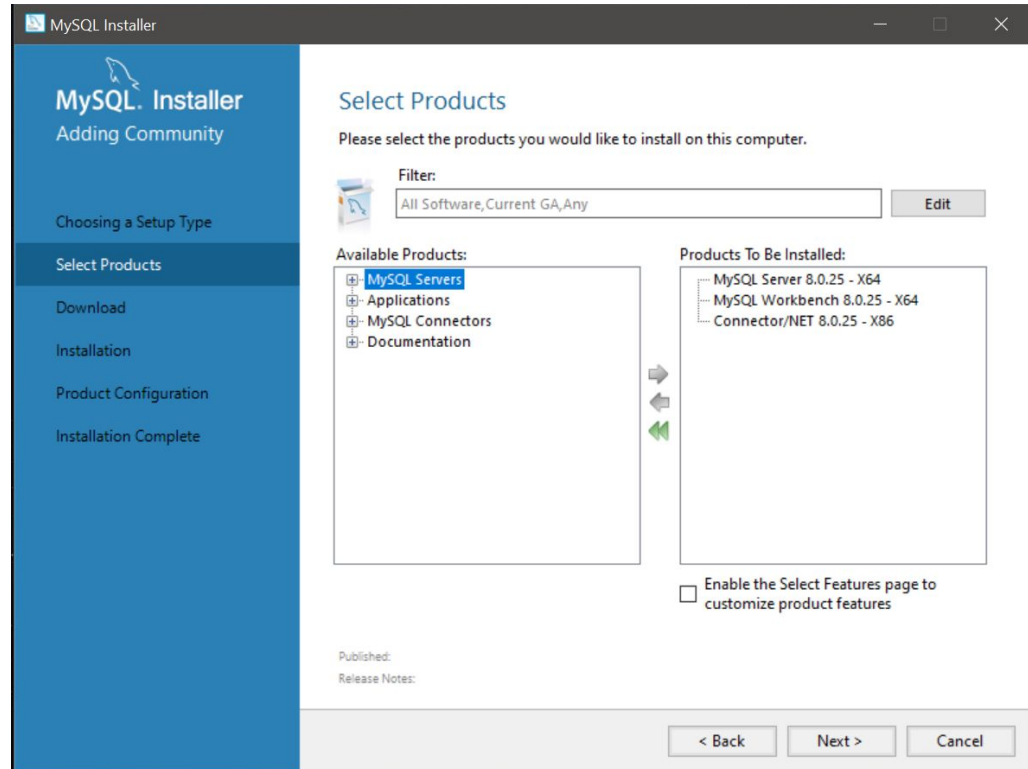 MySQL Installer
MySQL. Installer
Adding Community
Choosing a Setup Type
Select Products
Download
Installation
Product Configuration
Installation Complete
Select Products
Please select the products you would like to install on this computer.
Filter:
All Software,Current GA,Any
Edit
Available Products:
MySQL Servers
Applications
MySQL Connectors
Documentation
Products To Be Installed:
MySQL Server 8.0.25 - X64
MySQL Workbench 8.0.25 - X64
Connector/NET 8.0.25 - X86
Enable the Select Features page to
customize product features
Published:
Release Notes:
< Back
Next >
Cancel